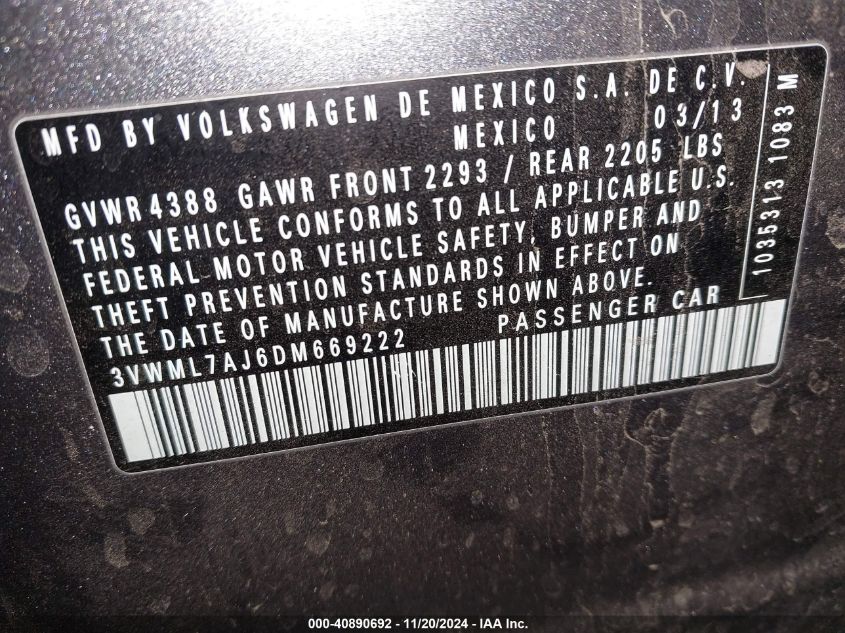 MFD BY VOLKSWAGEN DE MEXICO S.A. DE C.V.
MEXICO 03/13
GVWR 4388 GAWR FRONT 2293 / REAR 2205 LBS
THIS VEHICLE CONFORMS TO ALL APPLICABLE U.S.
FEDERAL MOTOR VEHICLE SAFETY, BUMPER AND
THEFT PREVENTION STANDARDS IN EFFECT ON
THE DATE OF MANUFACTURE SHOWN ABOVE.
3VWML7AJ6DM669222 PASSENGER CAR
1035313 1083 M
000-40890692 - 11/20/2024 - IAA Inc.